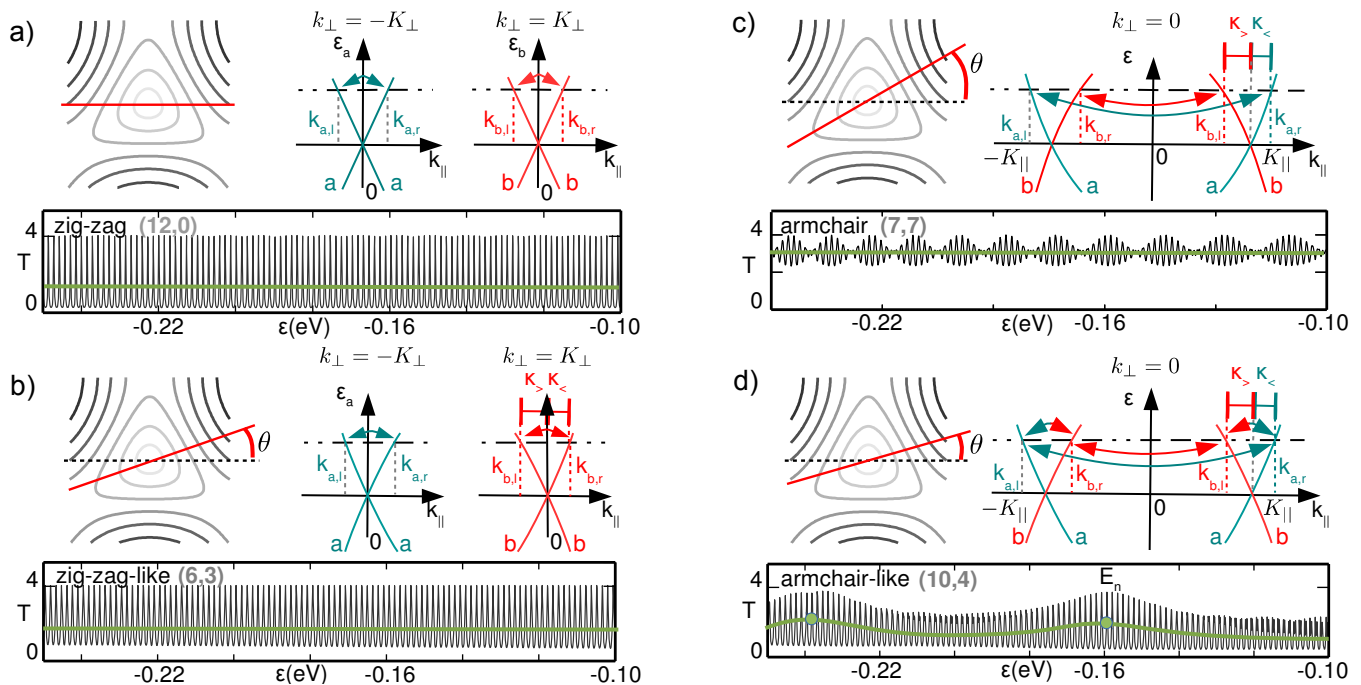 a)
k⊥ = −K⊥
k⊥ = K⊥
εa
εb
ka,l
ka,r
kb,l
kb,r
k||
a
a
0
b
b
0
zig-zag (12,0)
4
T
0
-0.22
ε(eV)
-0.16
-0.10
b)
k⊥ = −K⊥
k⊥ = K⊥
κ> κ<
εa
θ
ka,l
ka,r
kb,l
kb,r
k||
a
a
0
b
b
0
zig-zag-like (6,3)
4
T
0
-0.22
ε(eV)
-0.16
-0.10
c)
k⊥ = 0
κ> κ<
ε
θ
ka,l
kb,r
kb,l
ka,r
−K||
0
K||
k||
b
a
a
b
armchair (7,7)
4
T
0
-0.22
ε(eV)
-0.16
-0.10
d)
k⊥ = 0
κ> κ<
ε
θ
ka,l
kb,r
kb,l
ka,r
−K||
0
K||
k||
b
a
a
b
armchair-like (10,4)
En
4
T
0
-0.22
ε(eV)
-0.16
-0.10